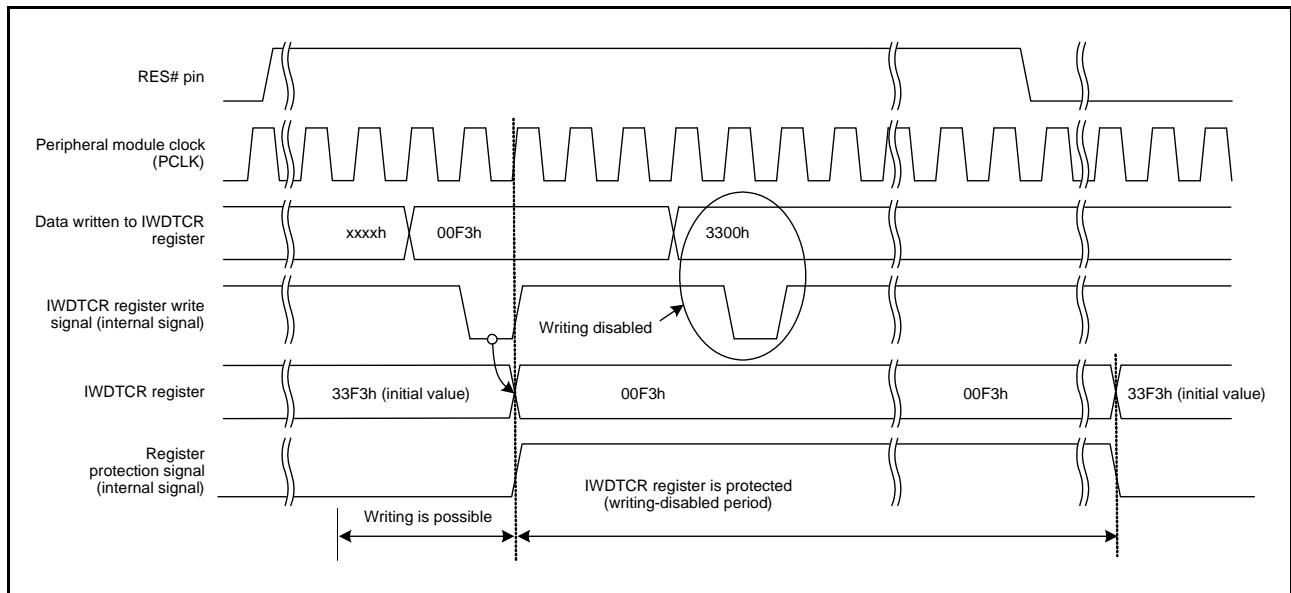 RES# pin
Peripheral module clock
(PCLK)
Data written to IWDTCR
register
xxxxh
00F3h
3300h
IWDTCR register write
signal (internal signal)
Writing disabled
IWDTCR register
33F3h (initial value)
00F3h
00F3h
33F3h (initial value)
Register
protection signal
(internal signal)
IWDTCR register is protected
(writing-disabled period)
Writing is possible